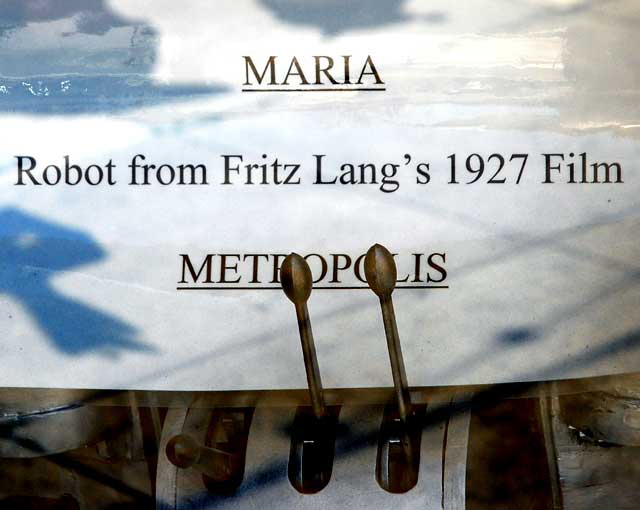 MARIA
Robot from Fritz Lang's 1927 Film
METROPOLIS